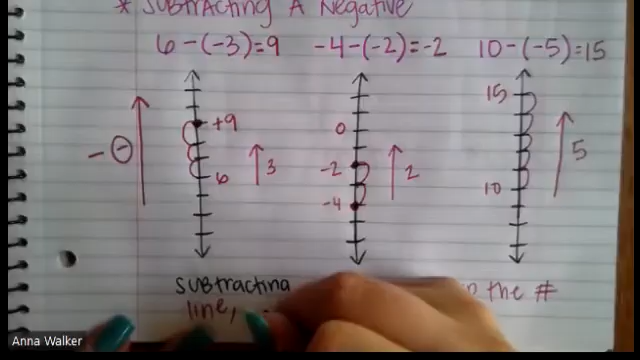 * SUBTRACTING A Negative
6-(-3)=9 -4-(-2)=-2 10-(-5)=15
- ⊖
+9
6
3
0
-2
-4
2
15
10
5
subtracting the #
line,
Anna Walker